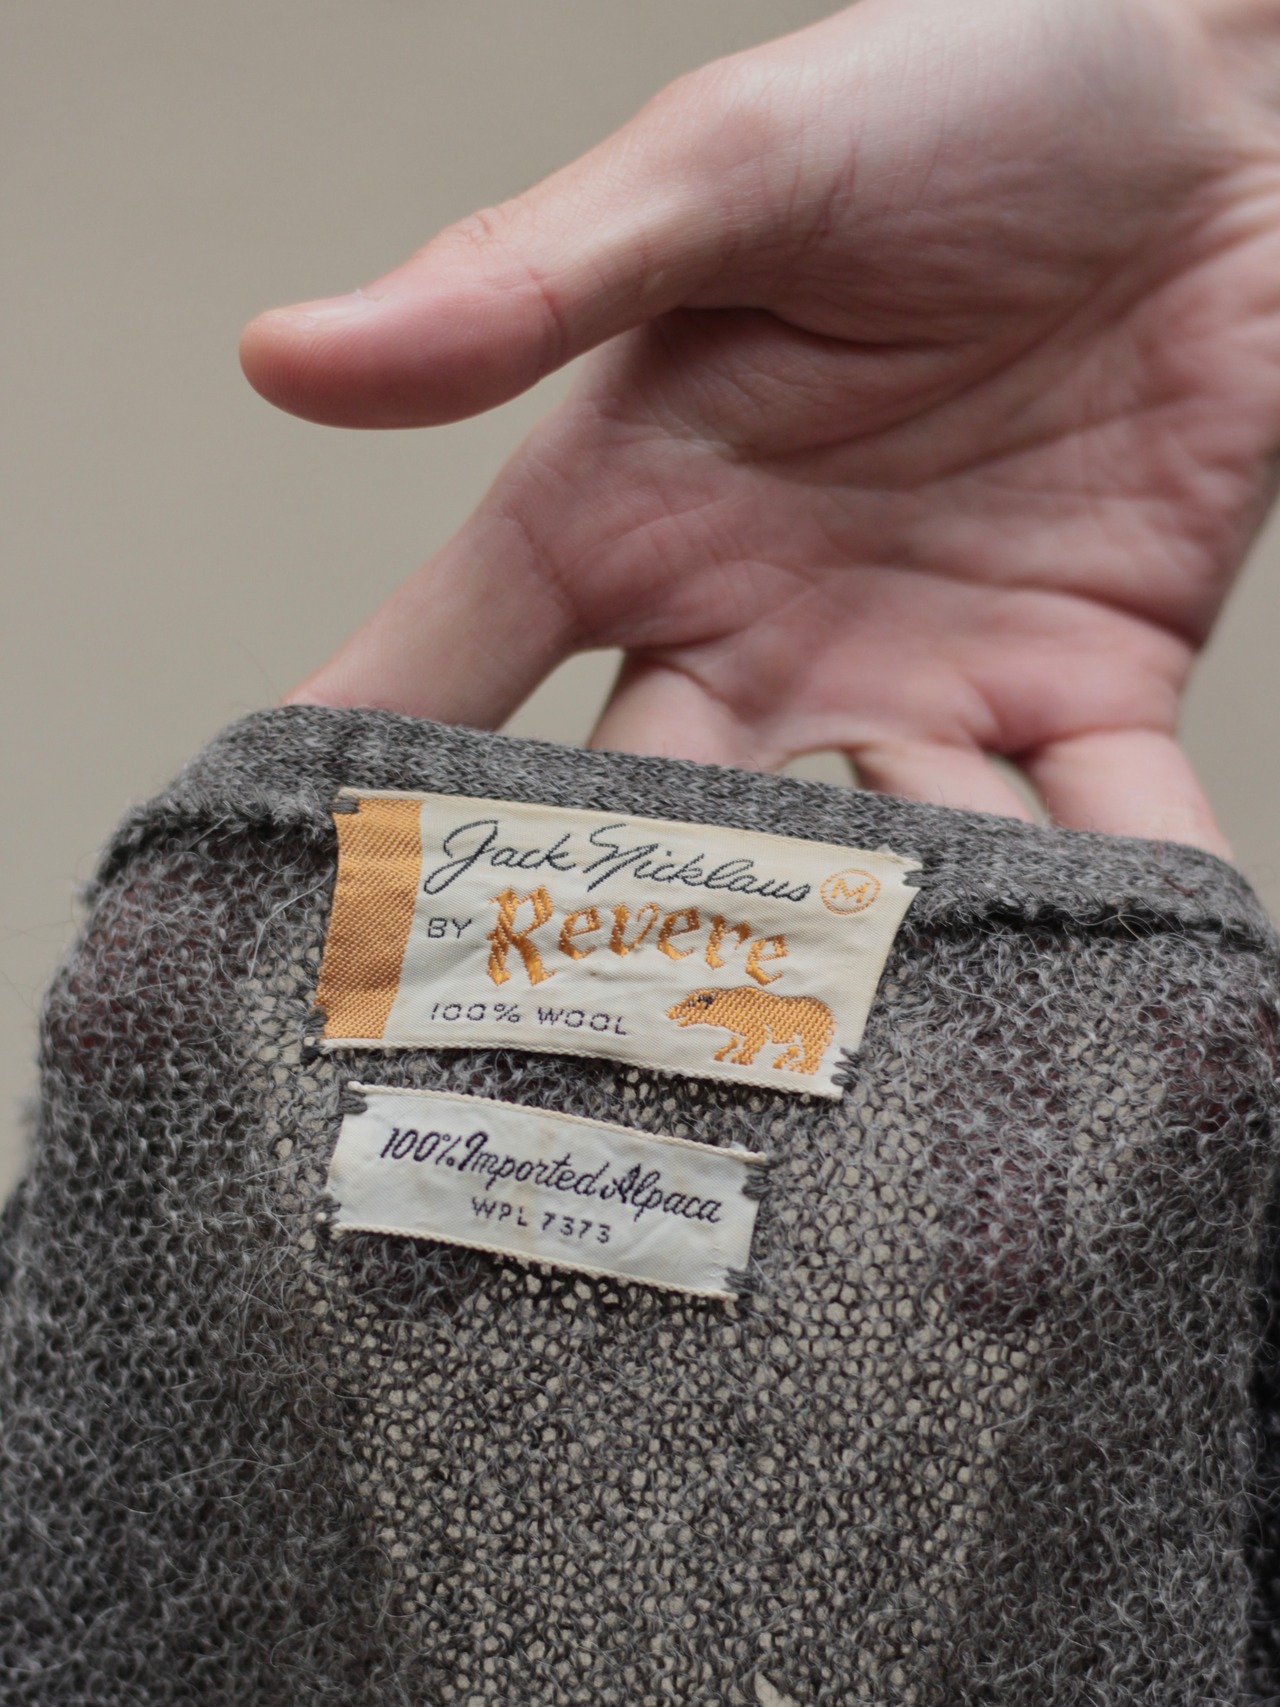 Jack Nicklaus M
BY Revere
100% WOOL
100% Imported Alpaca
WPL 7373